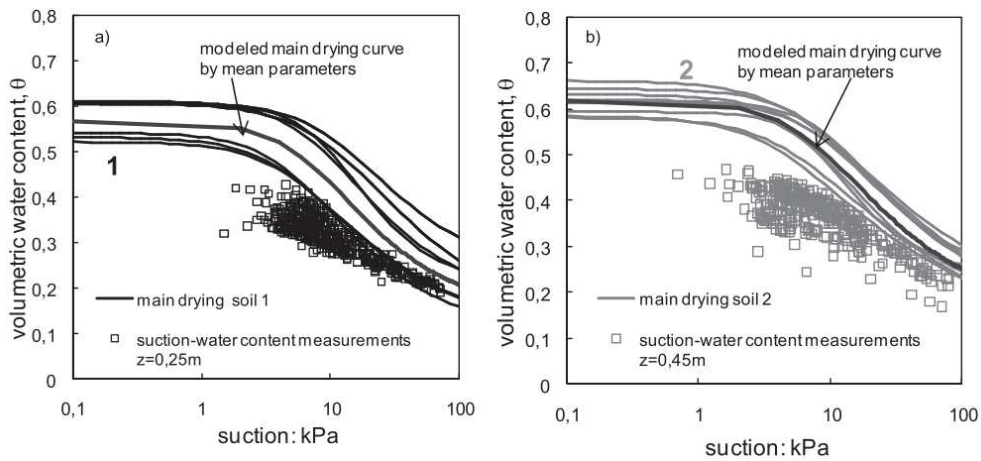 a)
0,8
0,7
0,6
0,5
0,4
0,3
0,2
0,1
0
volumetric water content, θ
modeled main drying curve
by mean parameters
1
main drying soil 1
suction-water content measurements
z=0,25m
0,1
1
10
100
suction: kPa
b)
0,8
0,7
0,6
0,5
0,4
0,3
0,2
0,1
0
volumetric water content, θ
2
modeled main drying curve
by mean parameters
main drying soil 2
suction-water content measurements
z=0,45m
0,1
1
10
100
suction: kPa